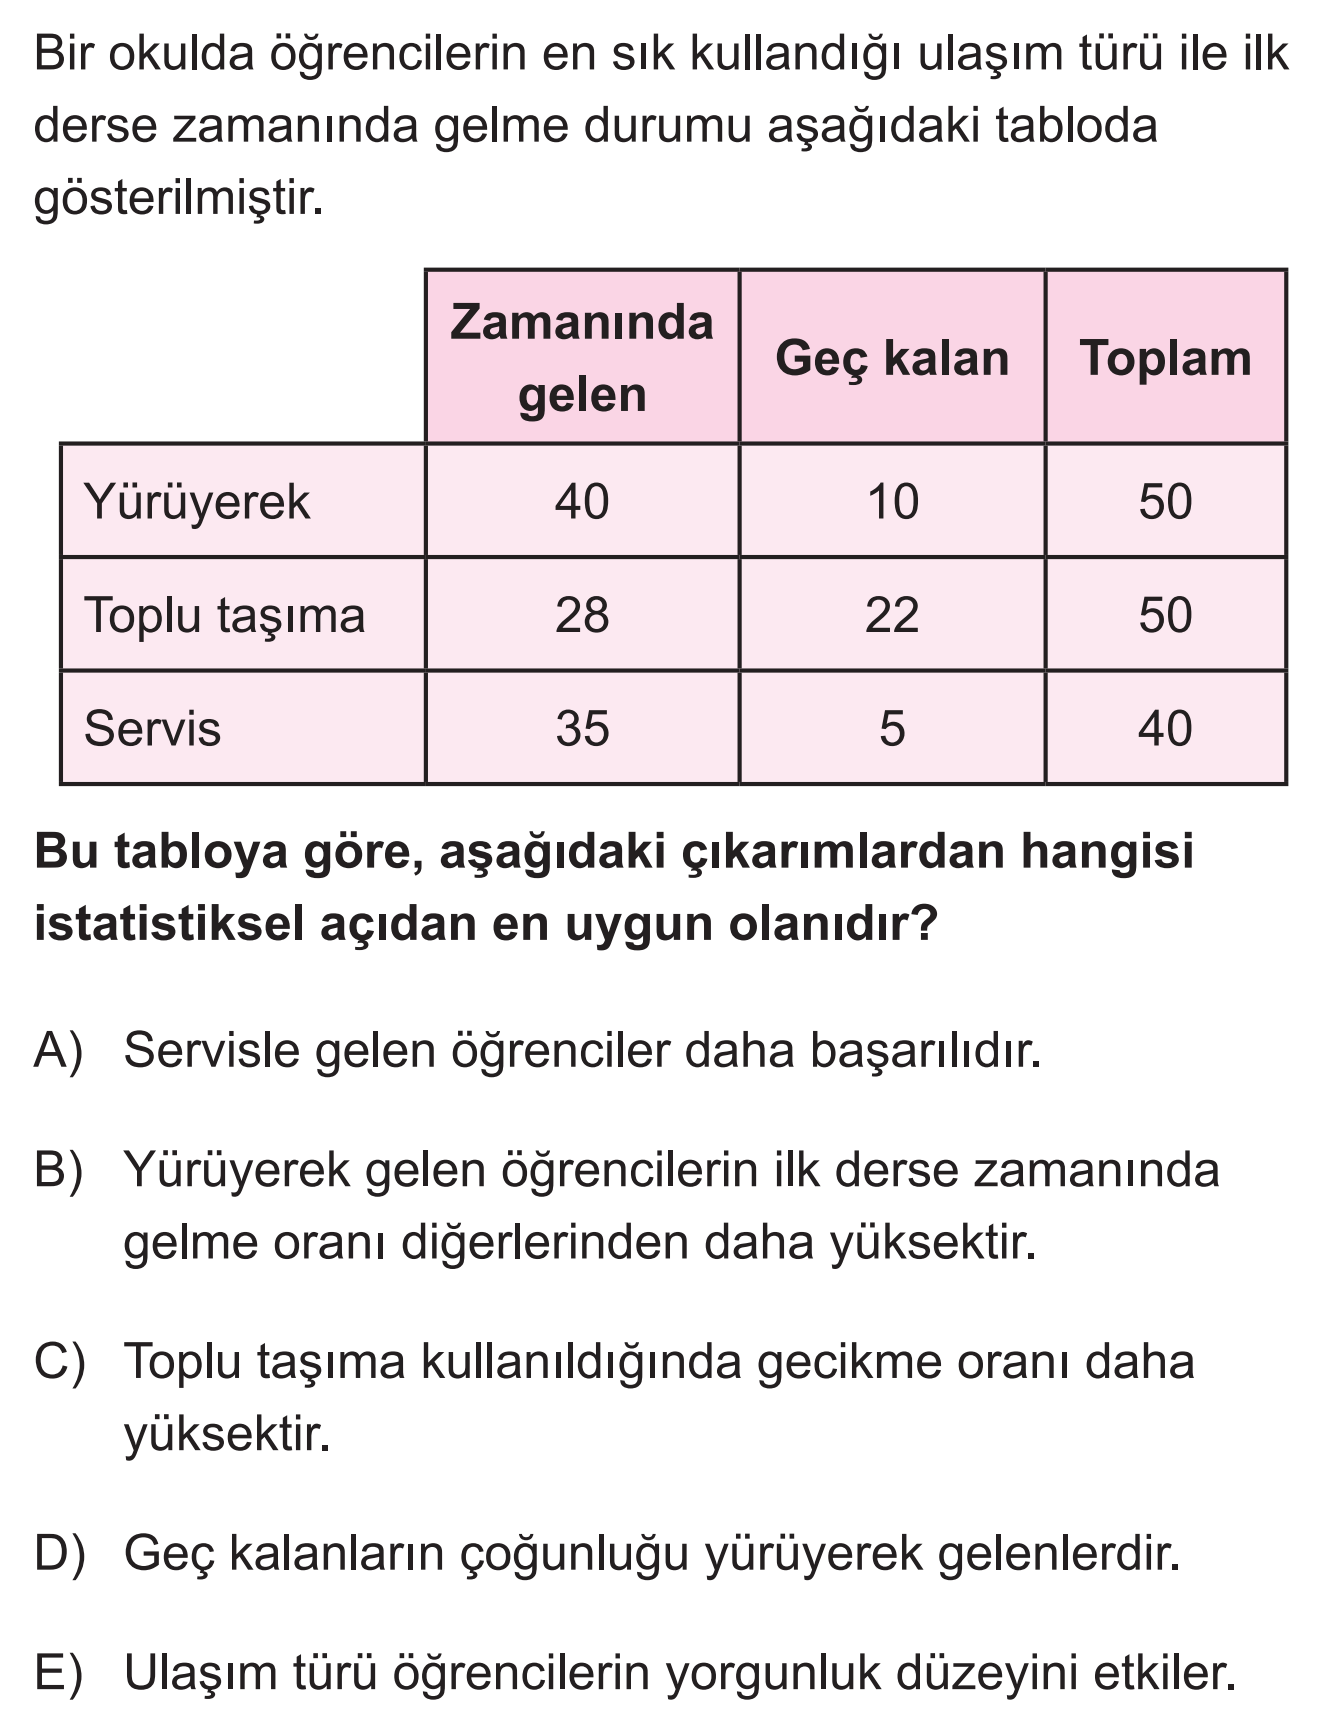 Bir okulda öğrencilerin en sık kullandığı ulaşım türü ile ilk
derse zamanında gelme durumu aşağıdaki tabloda
gösterilmiştir.
Zamanında
gelen
Geç kalan
Toplam
Yürüyerek 40 10 50
Toplu taşıma 28 22 50
Servis 35 5 40
Bu tabloya göre, aşağıdaki çıkarımlardan hangisi
istatistiksel açıdan en uygun olanıdır?
A) Servisle gelen öğrenciler daha başarılıdır.
B) Yürüyerek gelen öğrencilerin ilk derse zamanında
gelme oranı diğerlerinden daha yüksektir.
C) Toplu taşıma kullanıldığında gecikme oranı daha
yüksektir.
D) Geç kalanların çoğunluğu yürüyerek gelenlerdir.
E) Ulaşım türü öğrencilerin yorgunluk düzeyini etkiler.